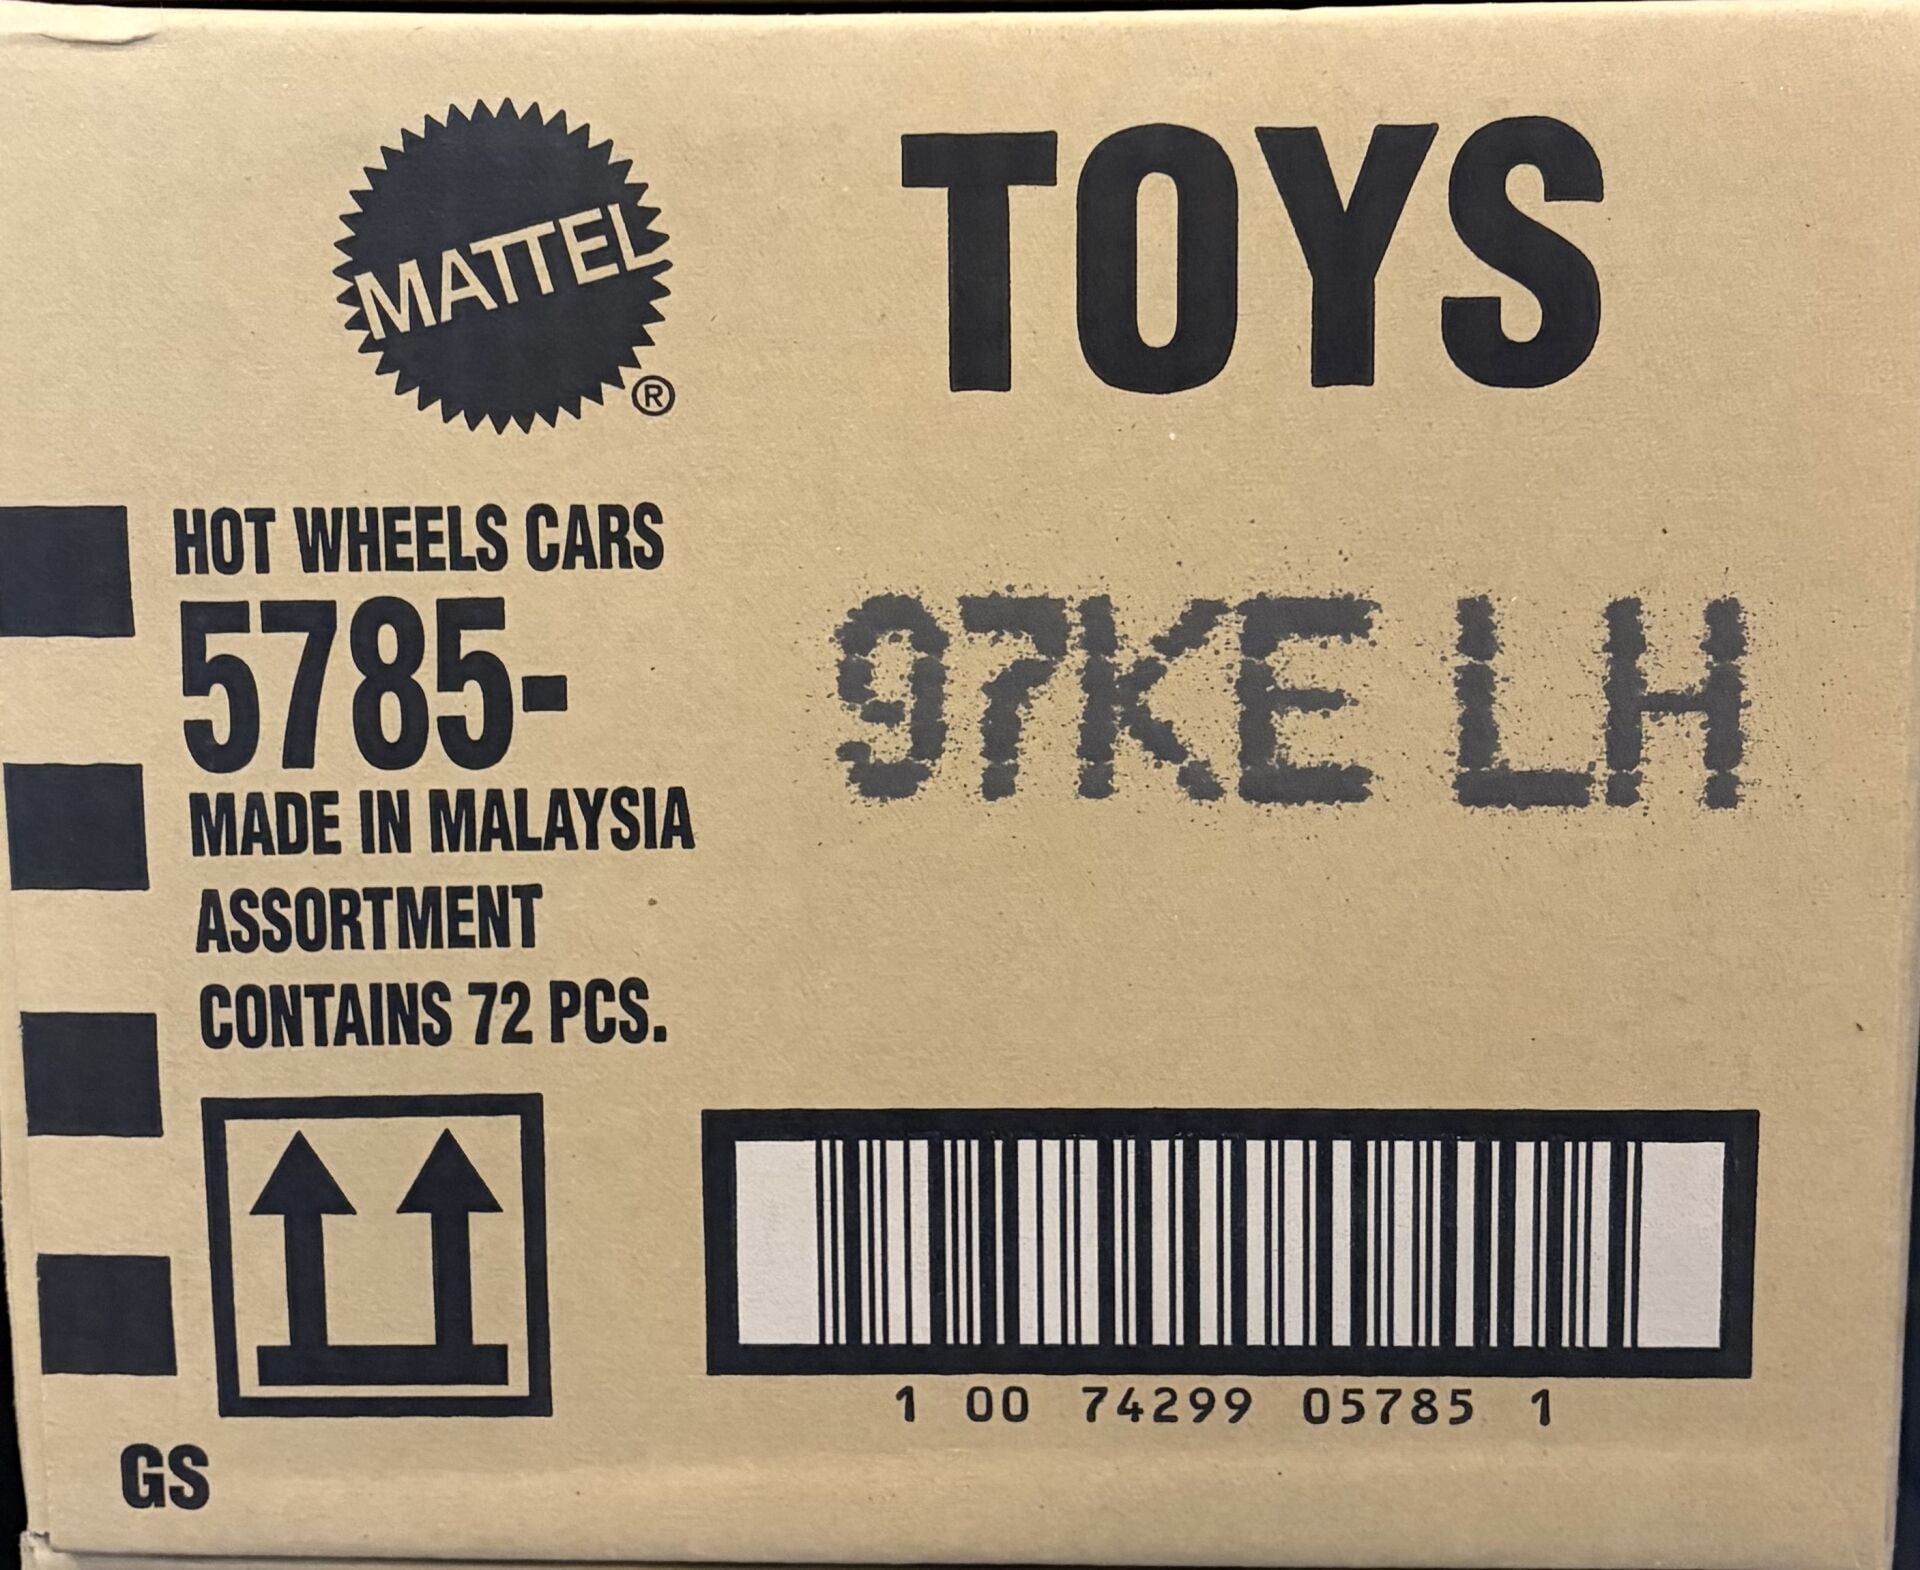 MATTEL
®
TOYS
HOT WHEELS CARS
5785-
97KE LH
MADE IN MALAYSIA
ASSORTMENT
CONTAINS 72 PCS.
1 00 74299 05785 1
GS